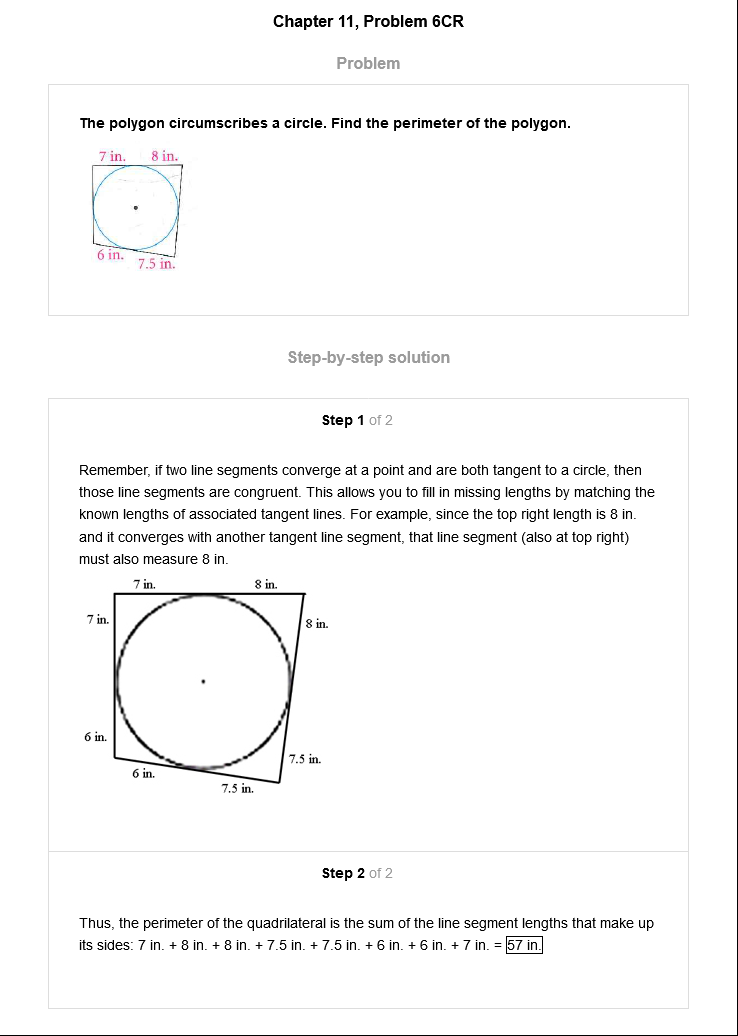 Chapter 11, Problem 6CR
Problem
The polygon circumscribes a circle. Find the perimeter of the polygon.
7 in. 8 in.
6 in.
7.5 in.
Step-by-step solution
Step 1 of 2
Remember, if two line segments converge at a point and are both tangent to a circle, then
those line segments are congruent. This allows you to fill in missing lengths by matching the
known lengths of associated tangent lines. For example, since the top right length is 8 in.
and it converges with another tangent line segment, that line segment (also at top right)
must also measure 8 in.
7 in. 8 in.
7 in. 8 in.
6 in.
7.5 in.
6 in.
7.5 in.
Step 2 of 2
Thus, the perimeter of the quadrilateral is the sum of the line segment lengths that make up
its sides: 7 in. + 8 in. + 8 in. + 7.5 in. + 7.5 in. + 6 in. + 6 in. + 7 in. = 57 in.